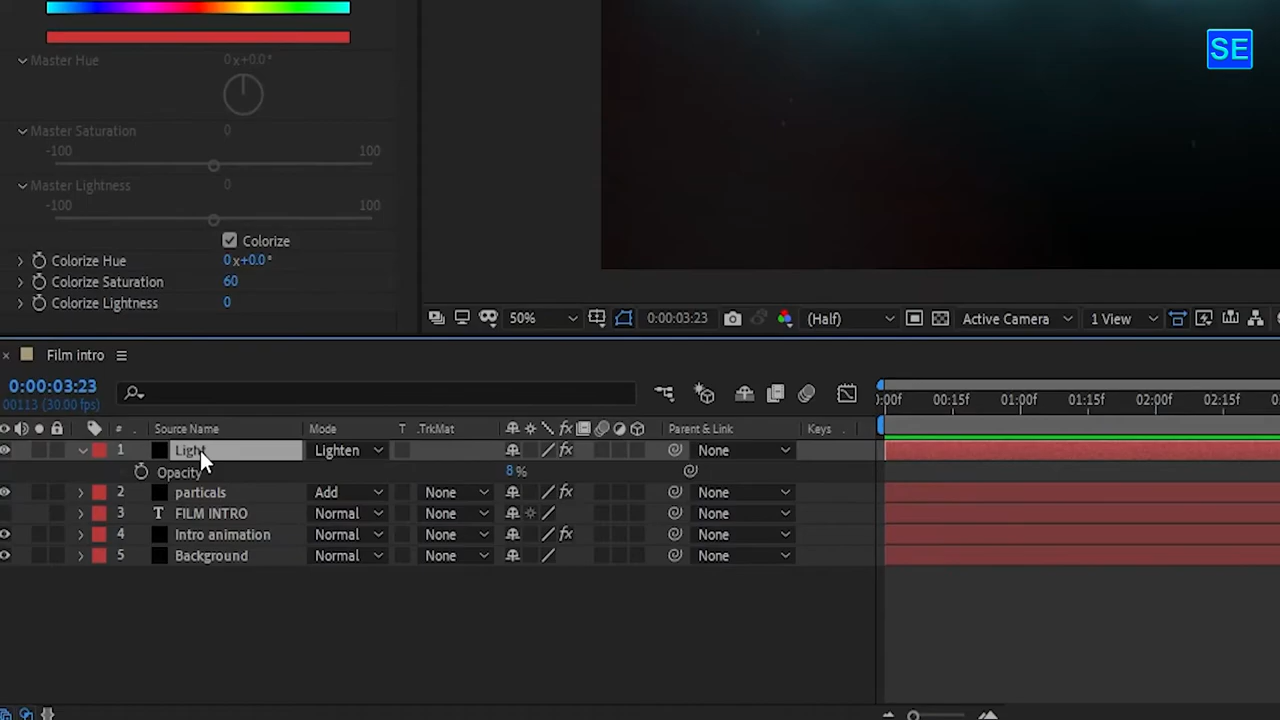 SE
Master Hue 0x+0.0°
Master Saturation 0
-100 100
Master Lightness 0
-100 100
Colorize
Colorize Hue 0x+0.0°
Colorize Saturation 60
Colorize Lightness 0
50% 0:00:03:23 (Half) Active Camera 1 View
Film intro
0:00:03:23
00113 (30.00 fps)
:00f 00:15f 01:00f 01:15f 02:00f 02:15f
# Source Name Mode T .TrkMat fx Parent & Link Keys
1 Light Lighten fx None
Opacity 8%
2 particals Add None fx None
3 T FILM INTRO Normal None None
4 Intro animation Normal None fx None
5 Background Normal None None